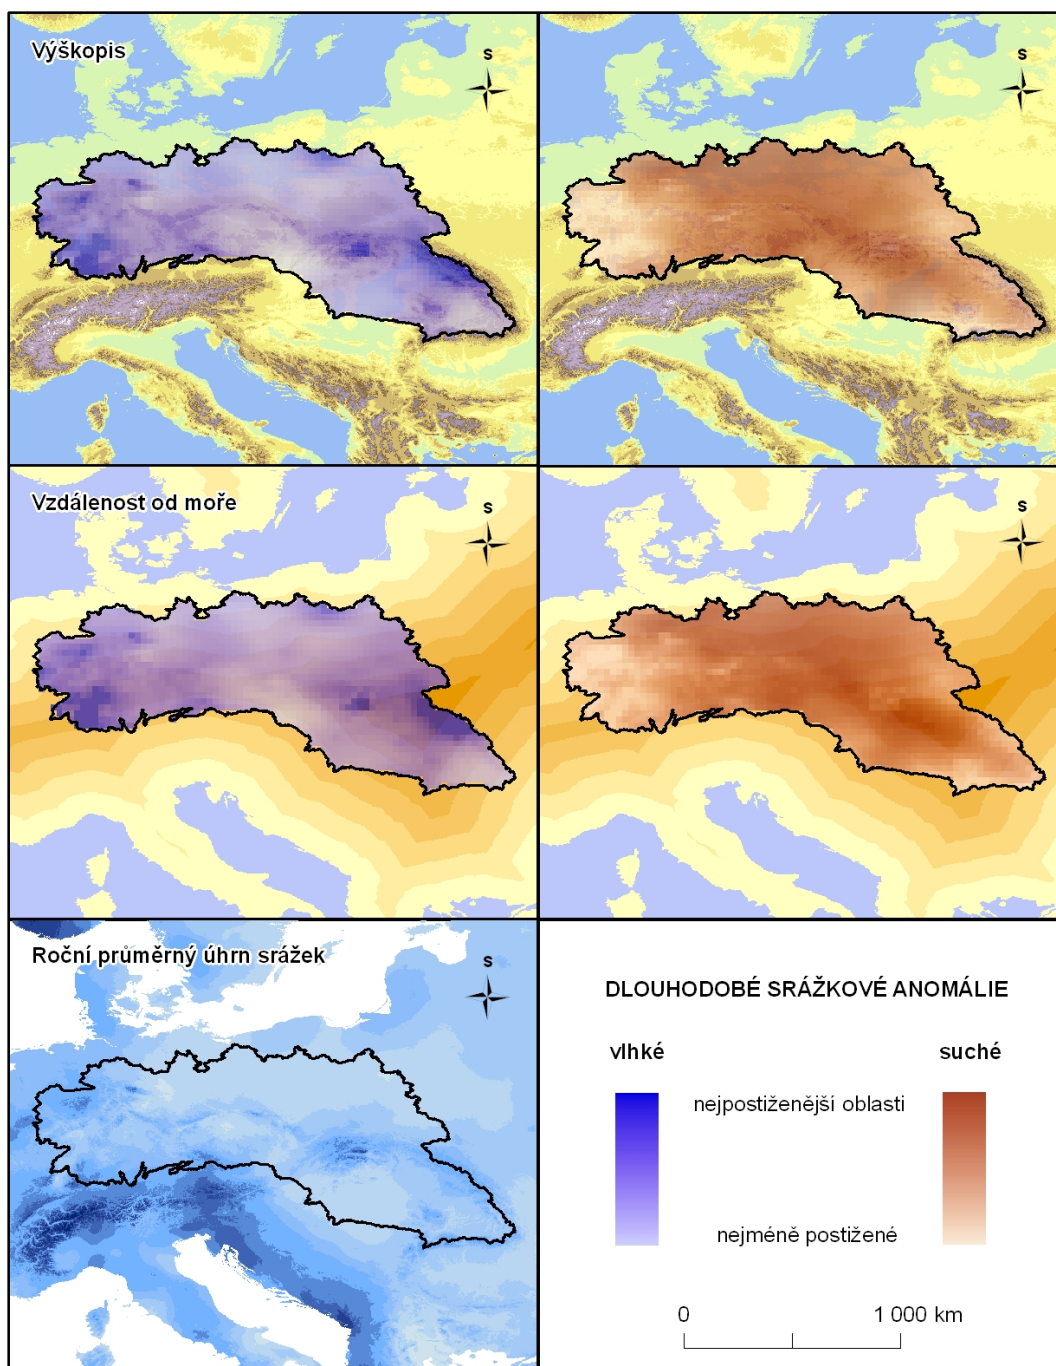 Výškopis
S
S
Vzdálenost od moře
S
S
Roční průměrný úhrn srážek
S
DLOUHODOBÉ SRÁŽKOVÉ ANOMÁLIE
vlhké
suché
nejpostiženější oblasti
nejméně postižené
0
1 000 km